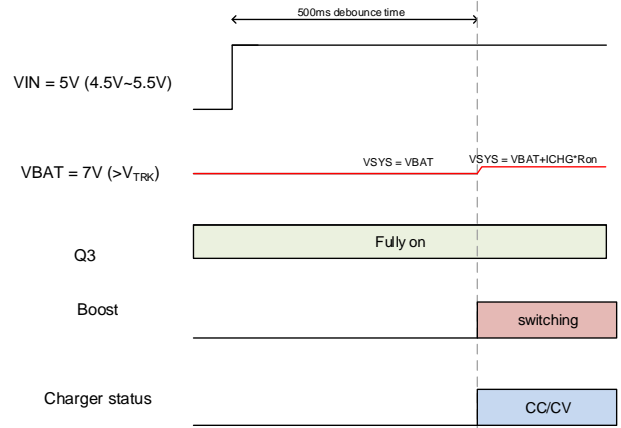 500ms debounce time
VIN = 5V (4.5V~5.5V)
VSYS = VBAT
VSYS = VBAT+ICHG*Ron
VBAT = 7V (>VTRK)
Fully on
Q3
Boost
switching
Charger status
CC/CV